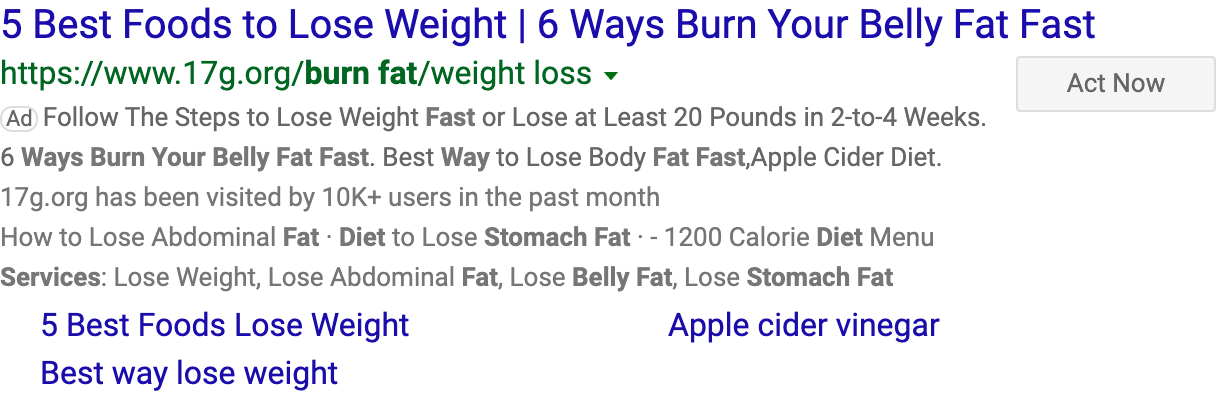 5 Best Foods to Lose Weight | 6 Ways Burn Your Belly Fat Fast
https://www.17g.org/burn fat/weight loss
Act Now
Ad Follow The Steps to Lose Weight Fast or Lose at Least 20 Pounds in 2-to-4 Weeks.
6 Ways Burn Your Belly Fat Fast. Best Way to Lose Body Fat Fast,Apple Cider Diet.
17g.org has been visited by 10K+ users in the past month
How to Lose Abdominal Fat · Diet to Lose Stomach Fat · - 1200 Calorie Diet Menu
Services: Lose Weight, Lose Abdominal Fat, Lose Belly Fat, Lose Stomach Fat
5 Best Foods Lose Weight
Apple cider vinegar
Best way lose weight